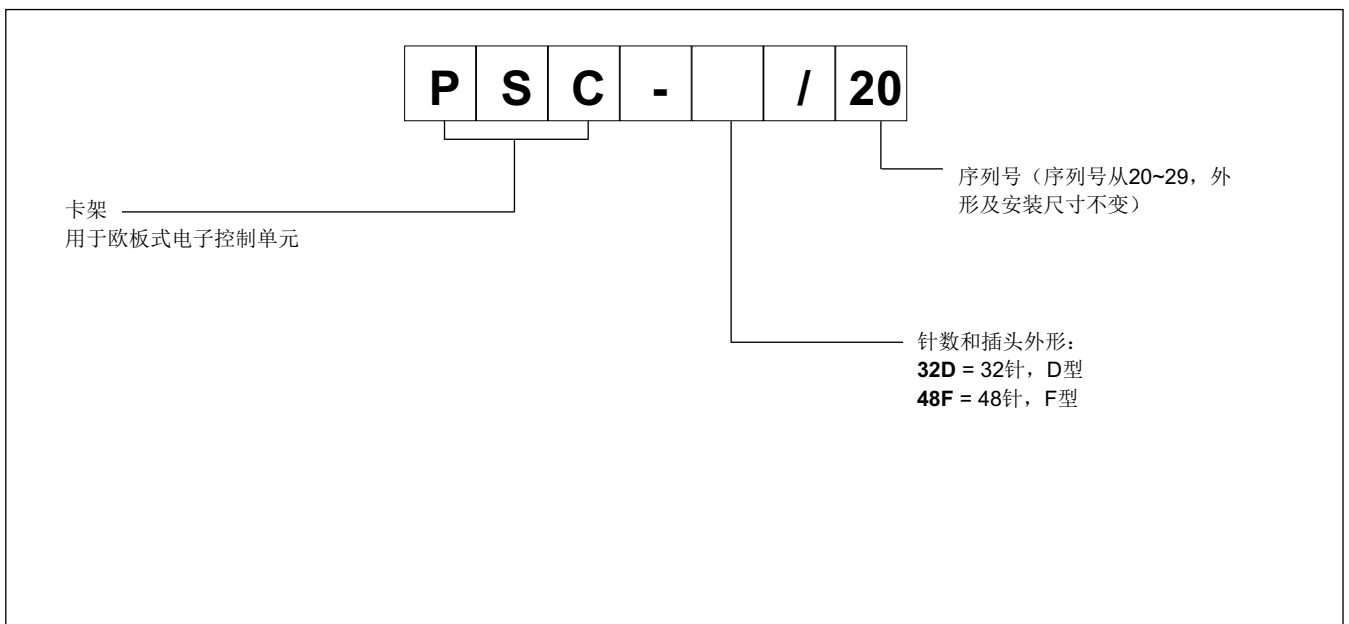 PSC- /20
序列号（序列号从20~29，外
形及安装尺寸不变）
卡架
用于欧板式电子控制单元
针数和插头外形：
32D = 32针，D型
48F = 48针，F型